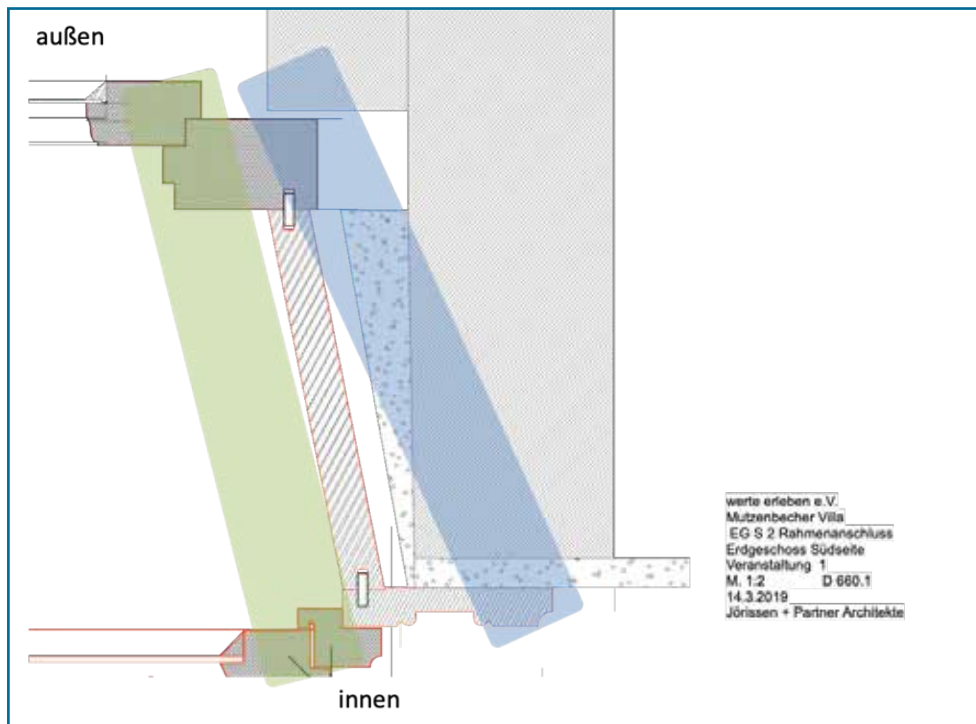 außen
werte erleben e.V.
Mutzenbecher Villa
EG S 2 Rahmenanschluss
Erdgeschoss Südseite
Veranstaltung 1
M. 1:2 D 660.1
14.3.2019
Jörissen + Partner Architekte
innen